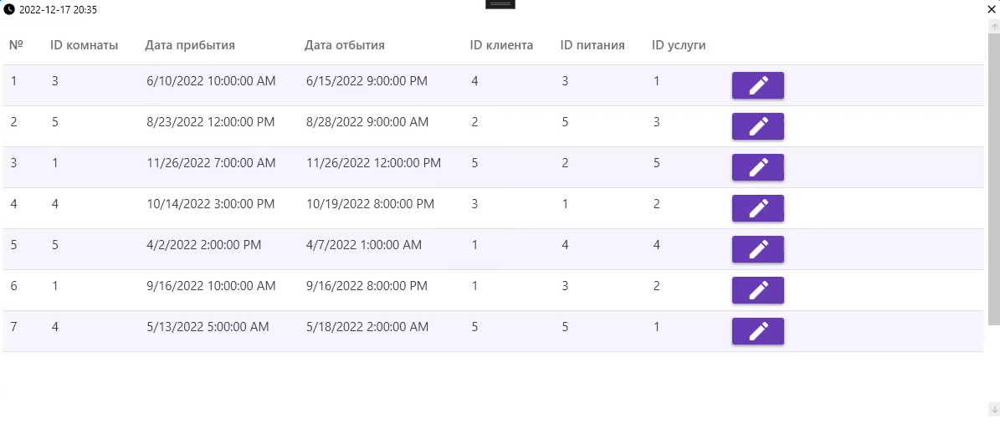 2022-12-17 20:35
№ ID комнаты Дата прибытия Дата отбытия ID клиента ID питания ID услуги
1 3 6/10/2022 10:00:00 AM 6/15/2022 9:00:00 PM 4 3 1
2 5 8/23/2022 12:00:00 PM 8/28/2022 9:00:00 AM 2 5 3
3 1 11/26/2022 7:00:00 AM 11/26/2022 12:00:00 PM 5 2 5
4 4 10/14/2022 3:00:00 PM 10/19/2022 8:00:00 PM 3 1 2
5 5 4/2/2022 2:00:00 PM 4/7/2022 1:00:00 AM 1 4 4
6 1 9/16/2022 10:00:00 AM 9/16/2022 8:00:00 PM 1 3 2
7 4 5/13/2022 5:00:00 AM 5/18/2022 2:00:00 AM 5 5 1